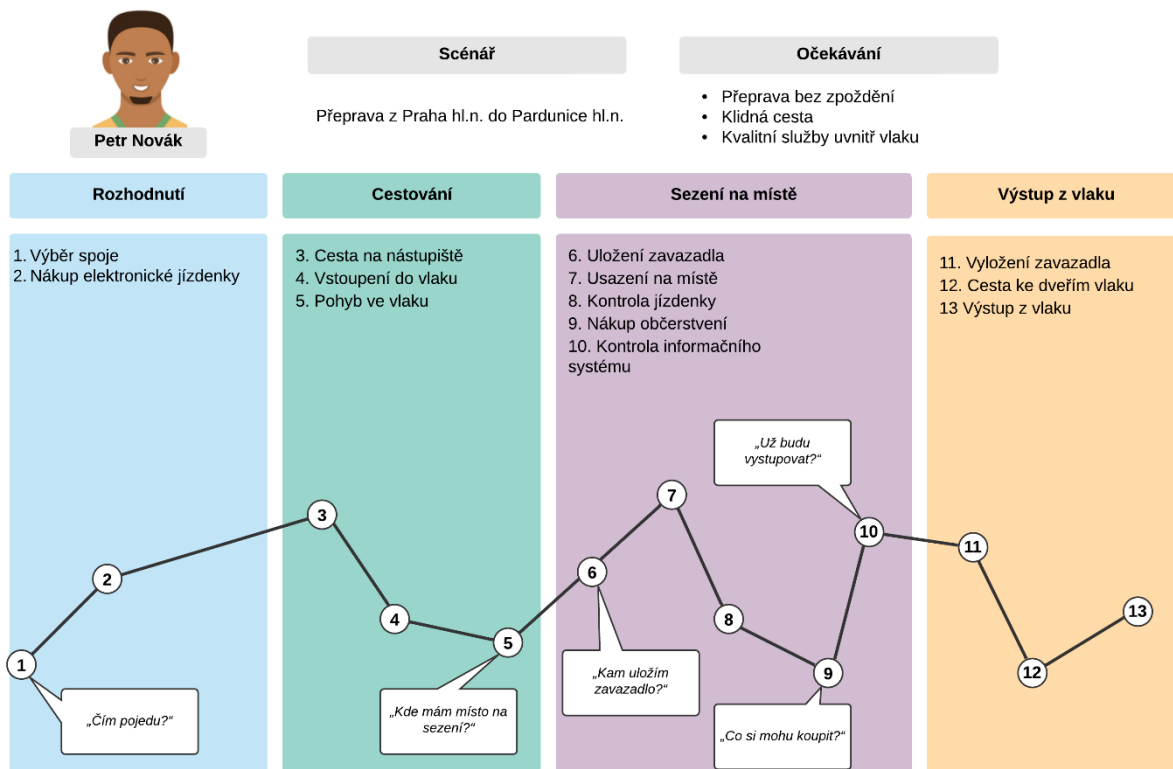 Petr Novák
Scénář
Přeprava z Praha hl.n. do Pardunice hl.n.
Očekávání
• Přeprava bez zpoždění
• Klidná cesta
• Kvalitní služby uvnitř vlaku
Rozhodnutí
1. Výběr spoje
2. Nákup elektronické jízdenky
Cestování
3. Cesta na nástupiště
4. Vstoupení do vlaku
5. Pohyb ve vlaku
Sezení na místě
6. Uložení zavazadla
7. Usazení na místě
8. Kontrola jízdenky
9. Nákup občerstvení
10. Kontrola informačního
systému
Výstup z vlaku
11. Vyložení zavazadla
12. Cesta ke dveřím vlaku
13 Výstup z vlaku
1
„Čím pojedu?“
2
3
4
5
„Kde mám místo na
sezení?“
6
„Kam uložím
zavazadlo?“
7
8
9
„Co si mohu koupit?“
„Už budu
vystupovat?“
10
11
12
13